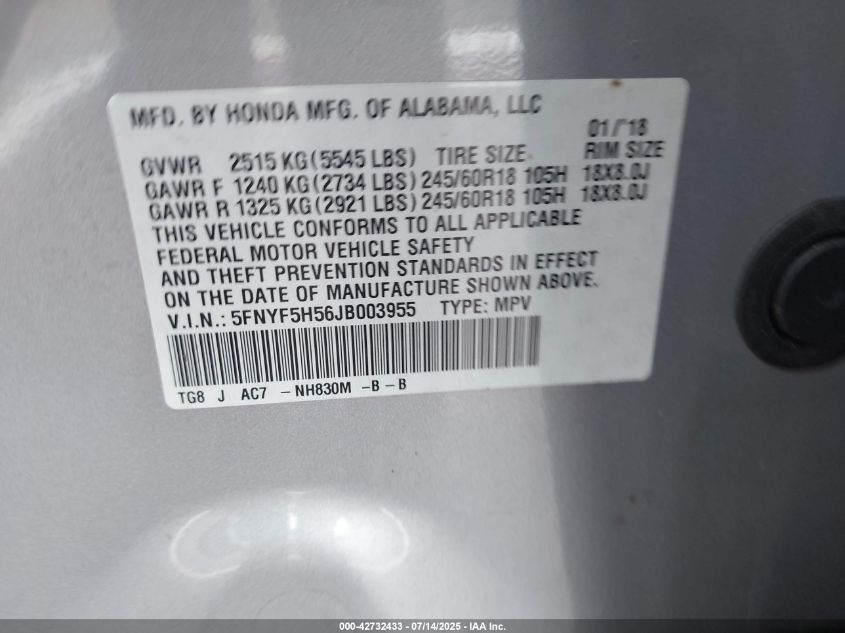 MFD. BY HONDA MFG. OF ALABAMA, LLC
01/'18
GVWR 2515 KG (5545 LBS) TIRE SIZE. RIM SIZE
GAWR F 1240 KG (2734 LBS) 245/60R18 105H 18X8.0J
GAWR R 1325 KG (2921 LBS) 245/60R18 105H 18X8.0J
THIS VEHICLE CONFORMS TO ALL APPLICABLE
FEDERAL MOTOR VEHICLE SAFETY
AND THEFT PREVENTION STANDARDS IN EFFECT
ON THE DATE OF MANUFACTURE SHOWN ABOVE.
V.I.N.: 5FNYF5H56JB003955 TYPE: MPV
TG8 J AC7 -NH830M -B-B
000-42732433 - 07/14/2025 - IAA Inc.